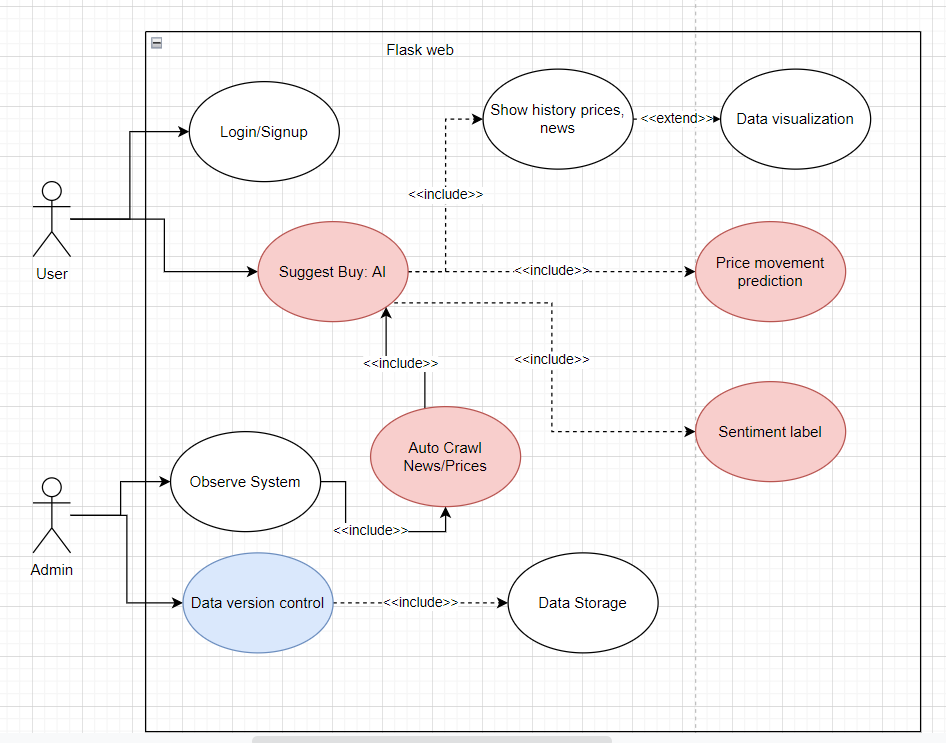 Flask web
Login/Signup
Show history prices,
news
<<extend>>
Data visualization
<<include>>
User
Suggest Buy: AI
<<include>>
Price movement
prediction
<<include>>
<<include>>
Sentiment label
Auto Crawl
News/Prices
Observe System
<<include>>
Admin
Data version control
<<include>>
Data Storage